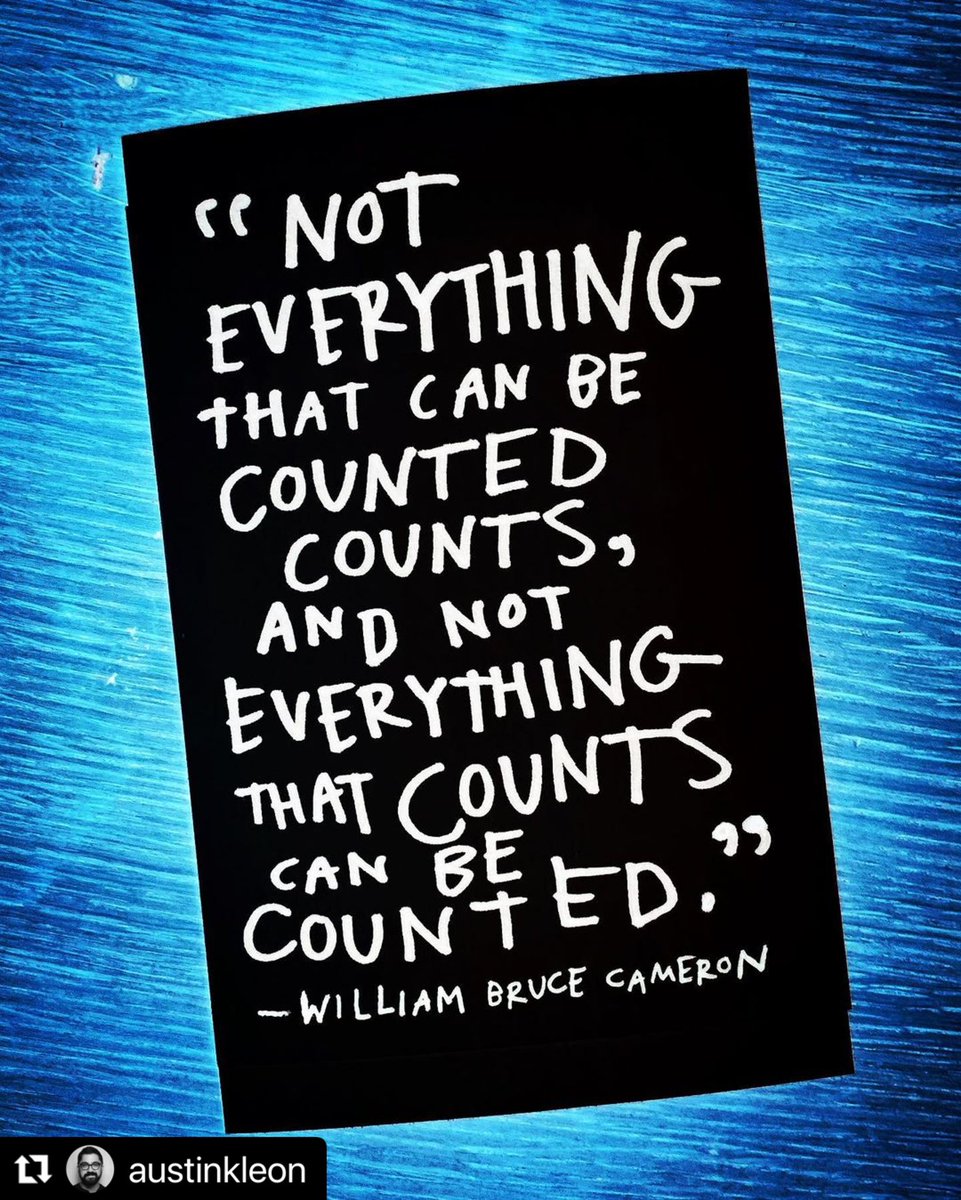 “NOT
EVERYTHING
THAT CAN BE
COUNTED
COUNTS,
AND NOT
EVERYTHING
THAT COUNTS
CAN BE
COUNTED.”
—WILLIAM BRUCE CAMERON
austinkleon